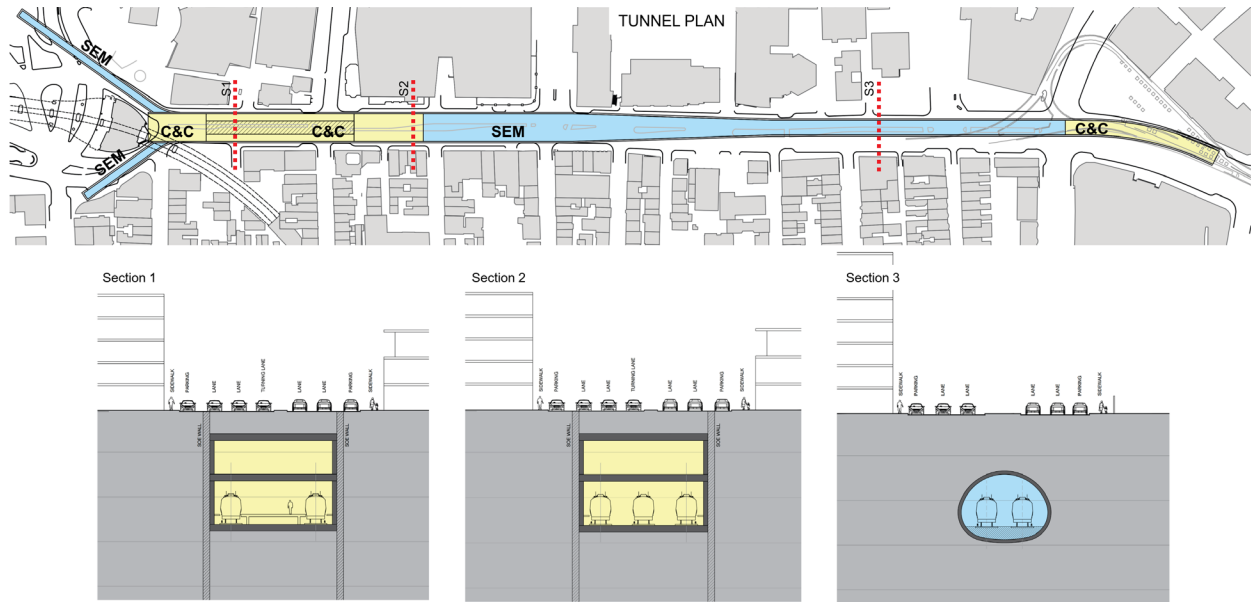 TUNNEL PLAN
SEM
S1
S2
S3
C&C
C&C
SEM
C&C
SEM
Section 1
Section 2
Section 3
SIDEWALK
PARKING
LANE
LANE
TURNING LANE
LANE
LANE
PARKING
SIDEWALK
SIDEWALK
PARKING
LANE
LANE
TURNING LANE
LANE
LANE
PARKING
SIDEWALK
SIDEWALK
PARKING
LANE
LANE
LANE
LANE
PARKING
SIDEWALK
SOE WALL
SOE WALL
SOE WALL
SOE WALL